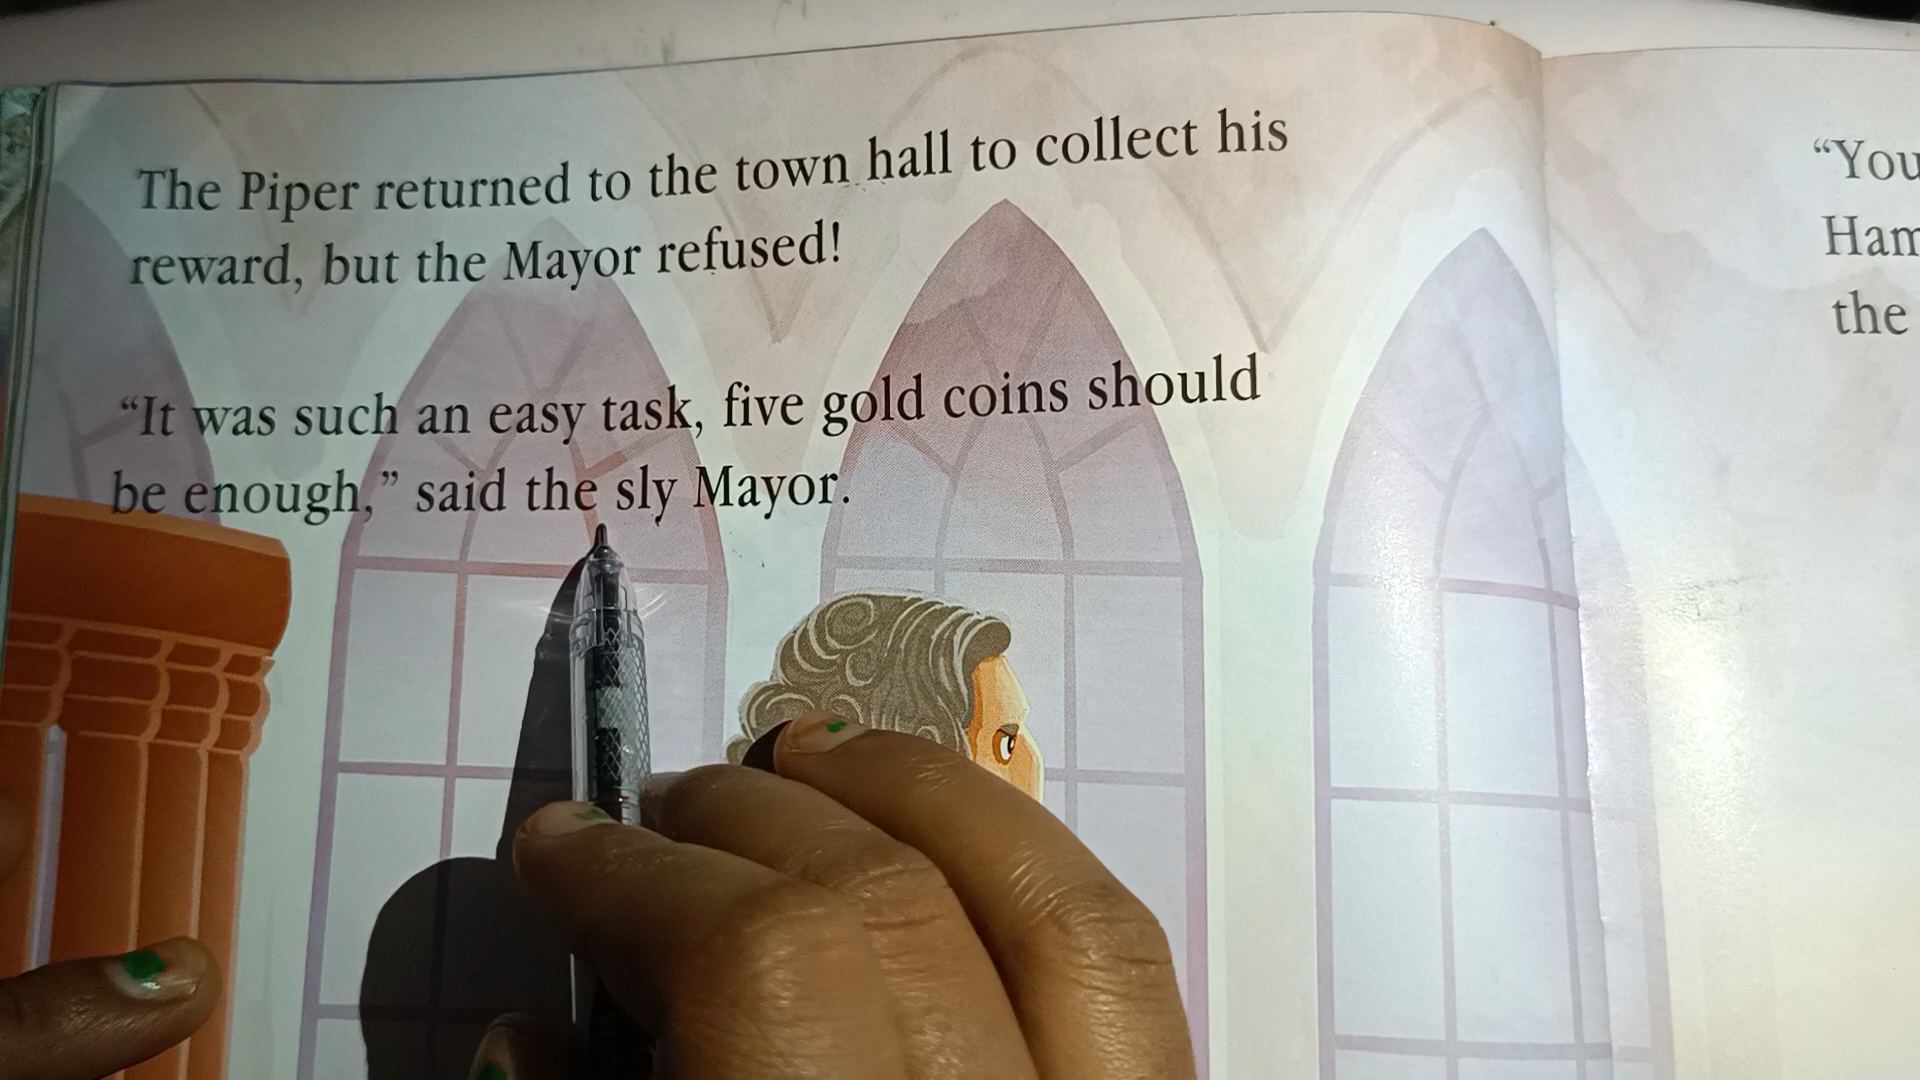 The Piper returned to the town hall to collect his
reward, but the Mayor refused!
“It was such an easy task, five gold coins should
be enough,” said the sly Mayor.
“You
Ham
the